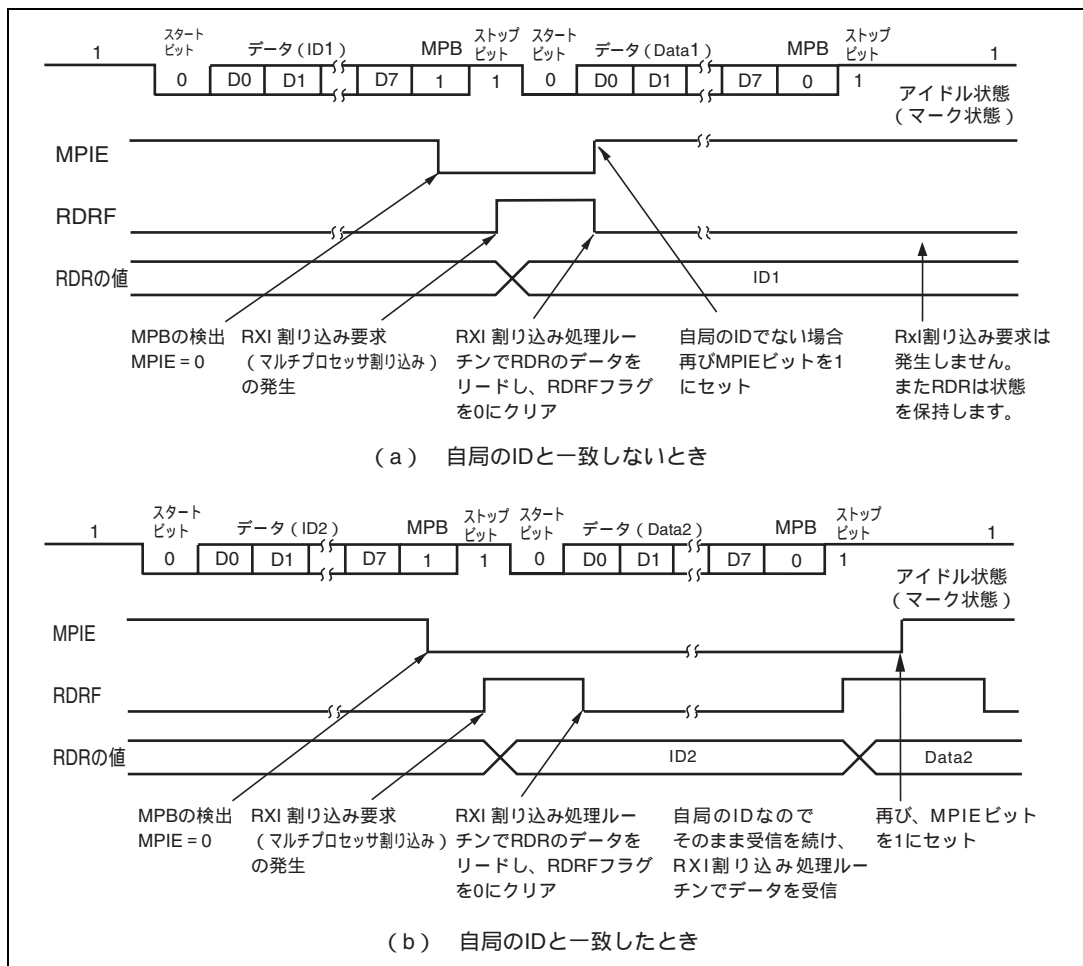 1
スタート
ビット
データ(ID1)
MPB
ストップ
ビット
スタート
ビット
データ(Data1)
MPB
ストップ
ビット
1
0 D0 D1 D7 1 1 0 D0 D1 D7 0 1
アイドル状態
(マーク状態)
MPIE
RDRF
RDRの値
ID1
MPBの検出
MPIE = 0
RXI 割り込み要求
(マルチプロセッサ割り込み)
の発生
RXI 割り込み処理ルー
チンでRDRのデータを
リードし、RDRFフラグ
を0にクリア
自局のIDでない場合
再びMPIEビットを1
にセット
RxI割り込み要求は
発生しません。
またRDRは状態
を保持します。
(a) 自局のIDと一致しないとき
1
スタート
ビット
データ(ID2)
MPB
ストップ
ビット
スタート
ビット
データ(Data2)
MPB
ストップ
ビット
1
0 D0 D1 D7 1 1 0 D0 D1 D7 0 1
アイドル状態
(マーク状態)
MPIE
RDRF
RDRの値
ID2
Data2
MPBの検出
MPIE = 0
RXI 割り込み要求
(マルチプロセッサ割り込み)
の発生
RXI 割り込み処理ルー
チンでRDRのデータを
リードし、RDRFフラグ
を0にクリア
自局のIDなので
そのまま受信を続け、
RXI割り込み処理ルー
チンでデータを受信
再び、MPIEビット
を1にセット
(b) 自局のIDと一致したとき